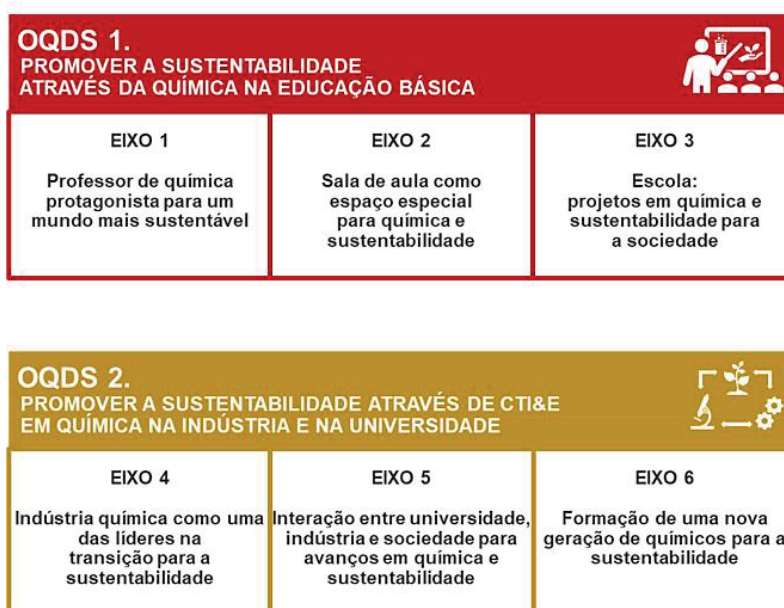 OQDS 1.
PROMOVER A SUSTENTABILIDADE
ATRAVÉS DA QUÍMICA NA EDUCAÇÃO BÁSICA
EIXO 1
Professor de química
protagonista para um
mundo mais sustentável
EIXO 2
Sala de aula como
espaço especial
para química e
sustentabilidade
EIXO 3
Escola:
projetos em química e
sustentabilidade para
a sociedade
OQDS 2.
PROMOVER A SUSTENTABILIDADE ATRAVÉS DE CTI&E
EM QUÍMICA NA INDÚSTRIA E NA UNIVERSIDADE
EIXO 4
Indústria química como uma
das líderes na
transição para a
sustentabilidade
EIXO 5
Interação entre universidade,
indústria e sociedade para
avanços em química e
sustentabilidade
EIXO 6
Formação de uma nova
geração de químicos para a
sustentabilidade